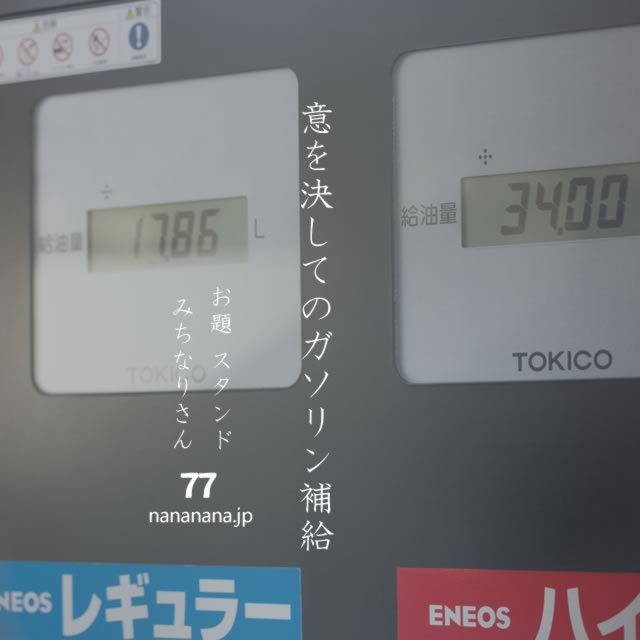 意を決してのガソリン補給
お題 スタンド
みちなりさん
77
nananana.jp
給油量
17.86
L
TOKICO
給油量
34.00
TOKICO
ENEOS
レギュラー
ENEOS
ハイ